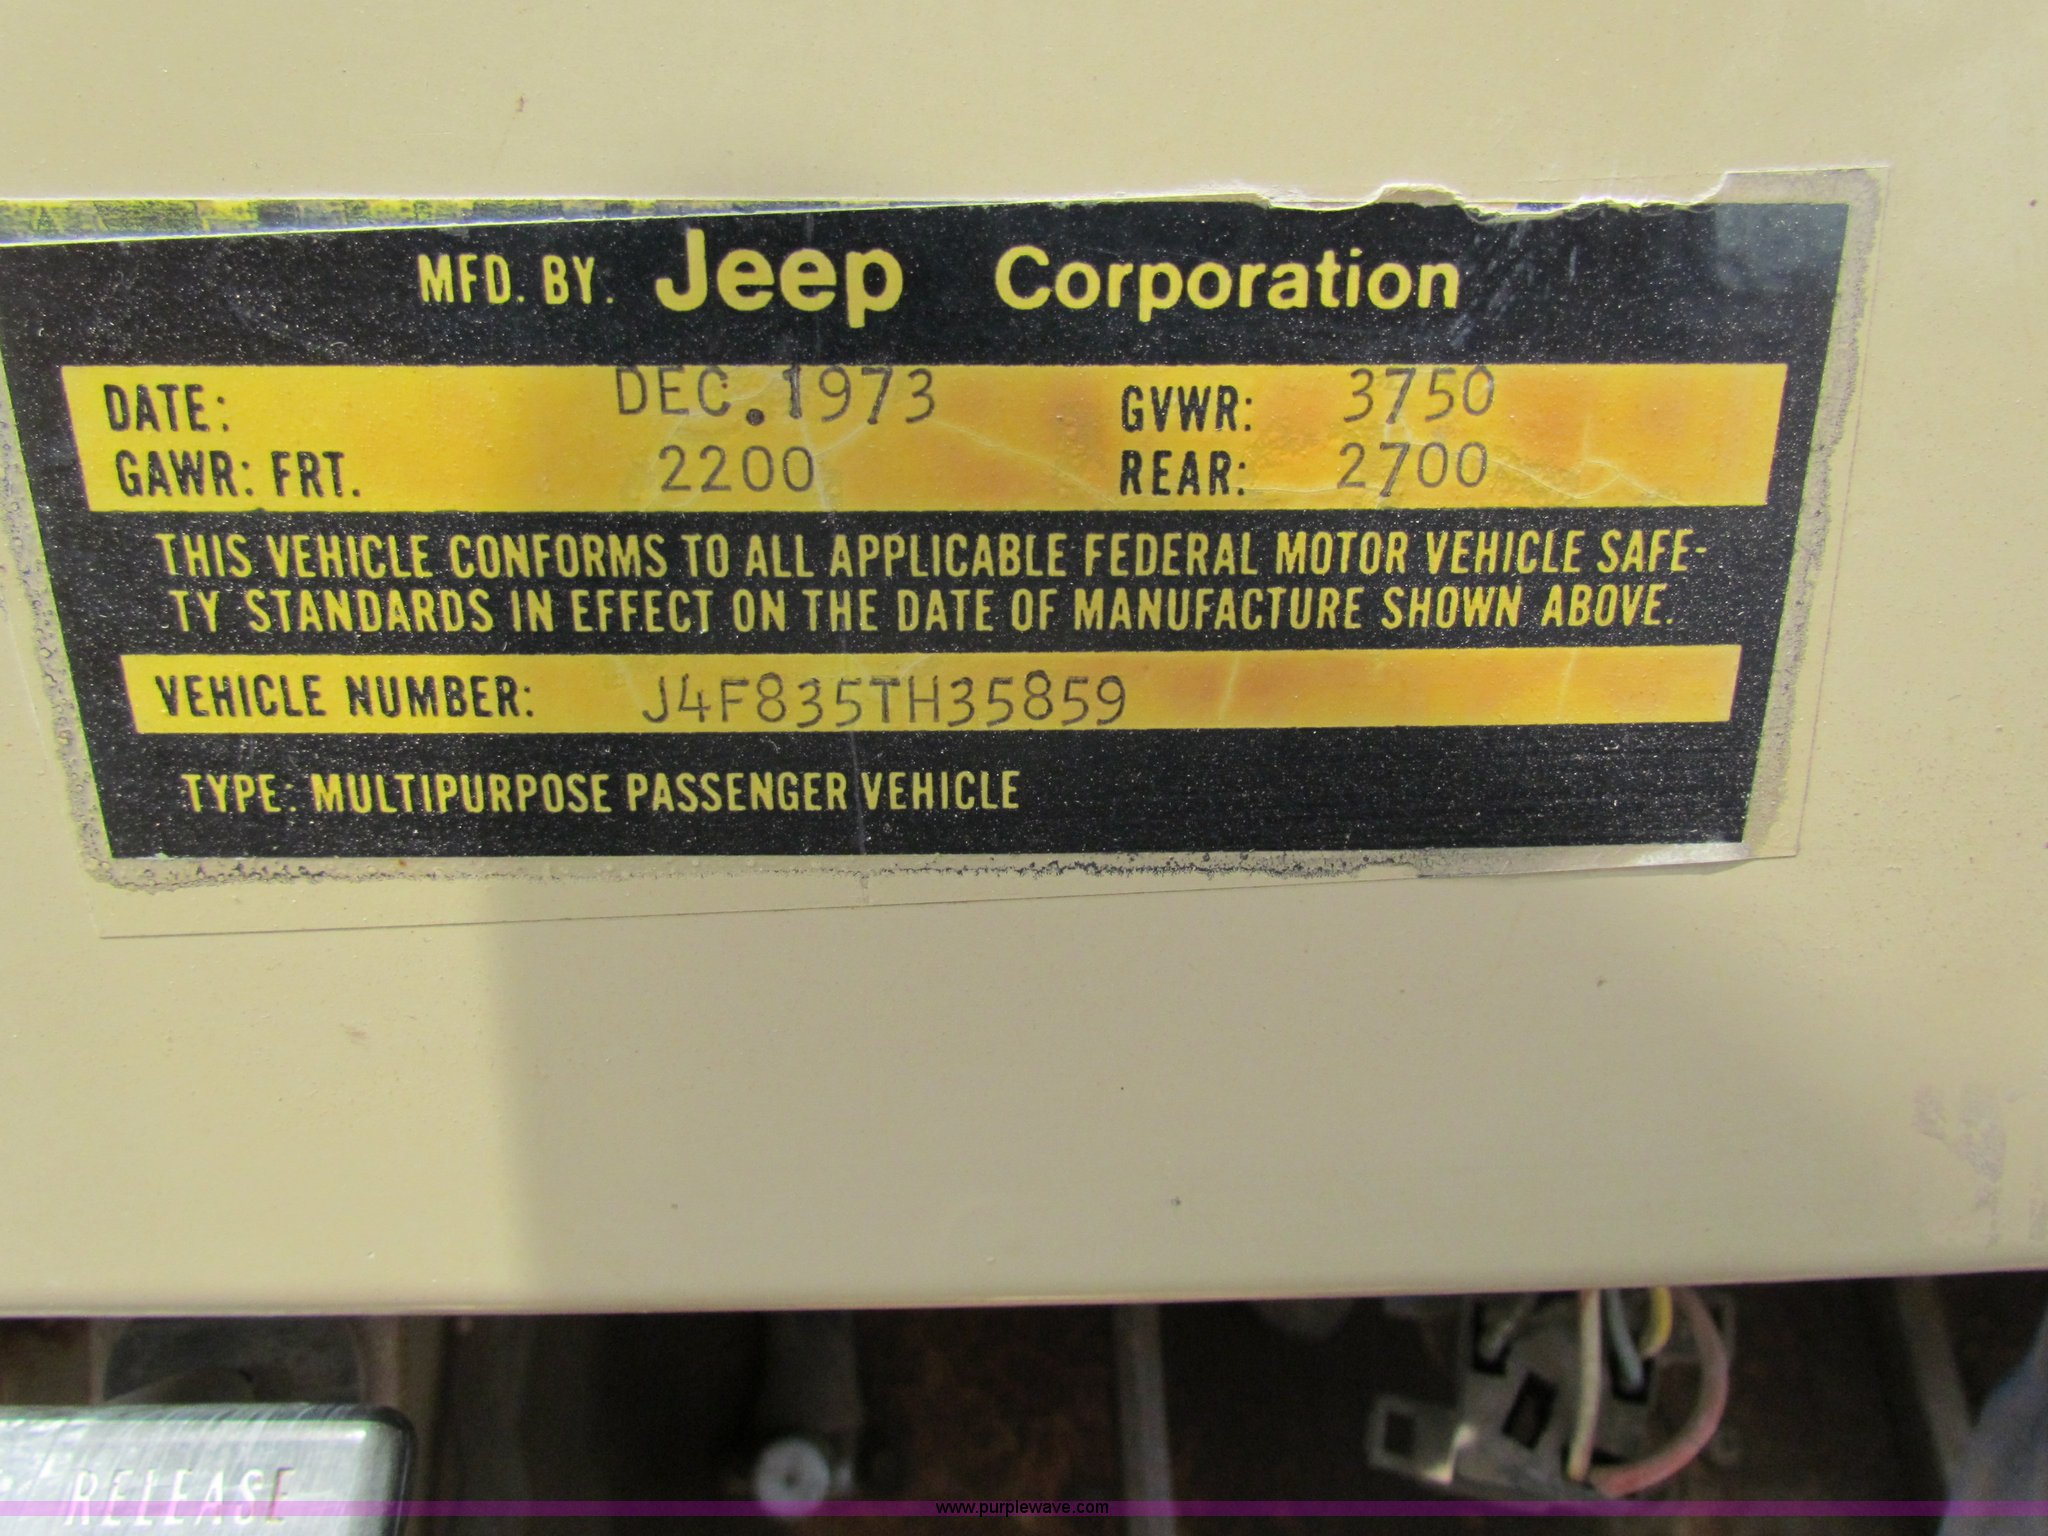 MFD. BY. Jeep Corporation
DATE: DEC.1973 GVWR: 3750
GAWR: FRT. 2200 REAR: 2700
THIS VEHICLE CONFORMS TO ALL APPLICABLE FEDERAL MOTOR VEHICLE SAFE-
TY STANDARDS IN EFFECT ON THE DATE OF MANUFACTURE SHOWN ABOVE.
VEHICLE NUMBER: J4F835TH35859
TYPE: MULTIPURPOSE PASSENGER VEHICLE
RELEASE
www.purplewave.com